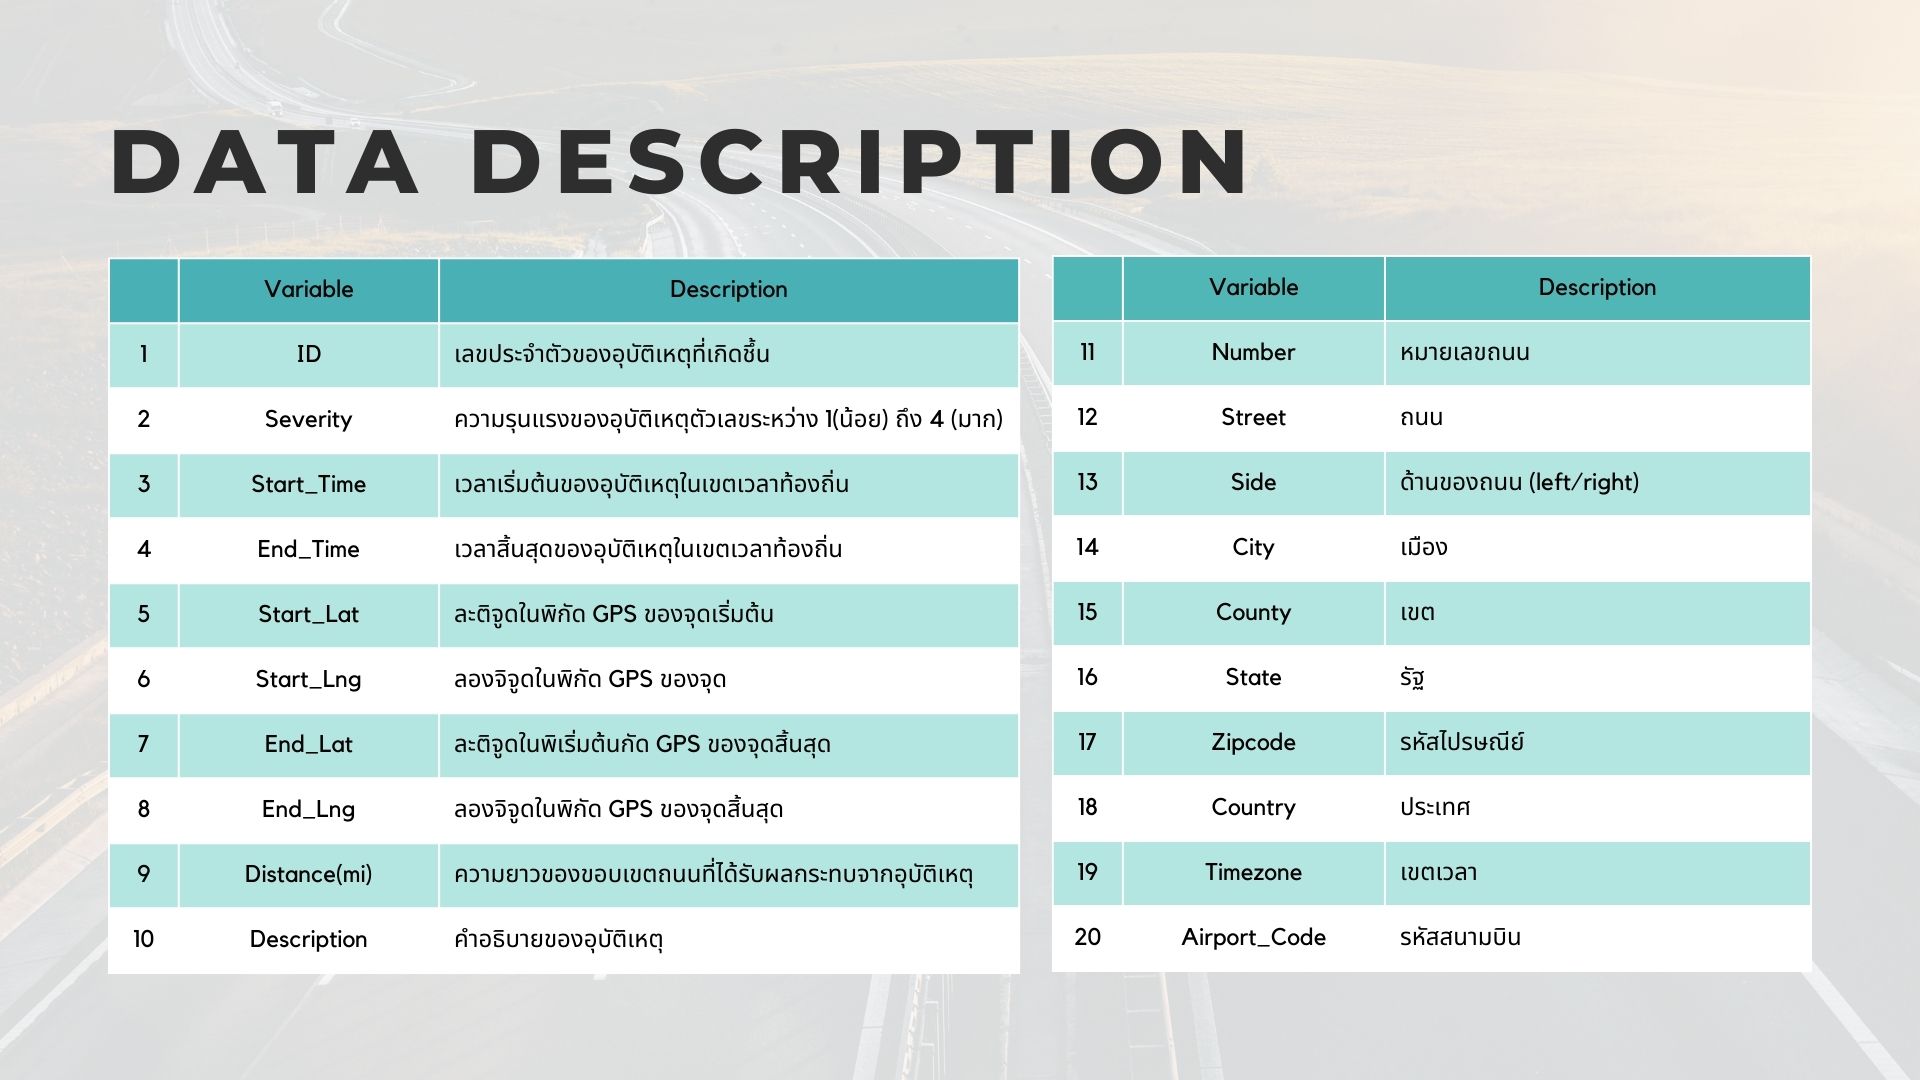 DATA DESCRIPTION
Variable Description
1 ID เลขประจำตัวของอุบัติเหตุที่เกิดชึ้น
2 Severity ความรุนแรงของอุบัติเหตุตัวเลขระหว่าง 1(น้อย) ถึง 4 (มาก)
3 Start_Time เวลาเริ่มต้นของอุบัติเหตุในเขตเวลาท้องถิ่น
4 End_Time เวลาสิ้นสุดของอุบัติเหตุในเขตเวลาท้องถิ่น
5 Start_Lat ละติจูดในพิกัด GPS ของจุดเริ่มต้น
6 Start_Lng ลองจิจูดในพิกัด GPS ของจุด
7 End_Lat ละติจูดในพิเริ่มต้นกัด GPS ของจุดสิ้นสุด
8 End_Lng ลองจิจูดในพิกัด GPS ของจุดสิ้นสุด
9 Distance(mi) ความยาวของขอบเขตถนนที่ได้รับผลกระทบจากอุบัติเหตุ
10 Description คำอธิบายของอุบัติเหตุ
Variable Description
11 Number หมายเลขถนน
12 Street ถนน
13 Side ด้านของถนน (left/right)
14 City เมือง
15 County เขต
16 State รัฐ
17 Zipcode รหัสไปรษณีย์
18 Country ประเทศ
19 Timezone เขตเวลา
20 Airport_Code รหัสสนามบิน